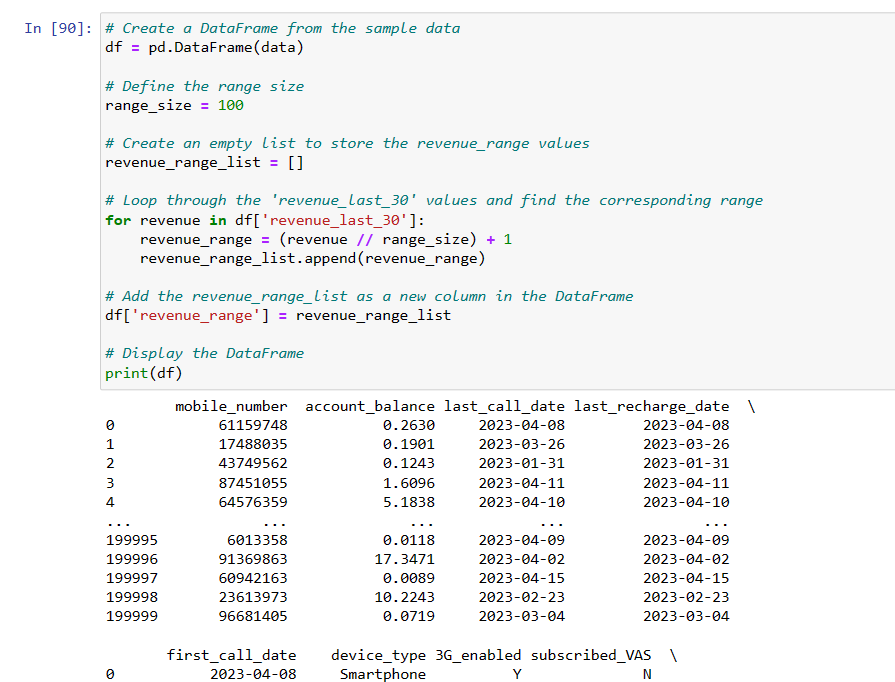 In [90]: # Create a DataFrame from the sample data
df = pd.DataFrame(data)
# Define the range size
range_size = 100
# Create an empty list to store the revenue_range values
revenue_range_list = []
# Loop through the 'revenue_last_30' values and find the corresponding range
for revenue in df['revenue_last_30']:
    revenue_range = (revenue // range_size) + 1
    revenue_range_list.append(revenue_range)
# Add the revenue_range_list as a new column in the DataFrame
df['revenue_range'] = revenue_range_list
# Display the DataFrame
print(df)
mobile_number account_balance last_call_date last_recharge_date \
0 61159748 0.2630 2023-04-08 2023-04-08
1 17488035 0.1901 2023-03-26 2023-03-26
2 43749562 0.1243 2023-01-31 2023-01-31
3 87451055 1.6096 2023-04-11 2023-04-11
4 64576359 5.1838 2023-04-10 2023-04-10
... ... ... ... ...
199995 6013358 0.0118 2023-04-09 2023-04-09
199996 91369863 17.3471 2023-04-02 2023-04-02
199997 60942163 0.0089 2023-04-15 2023-04-15
199998 23613973 10.2243 2023-02-23 2023-02-23
199999 96681405 0.0719 2023-03-04 2023-03-04
first_call_date device_type 3G_enabled subscribed_VAS \
0 2023-04-08 Smartphone Y N